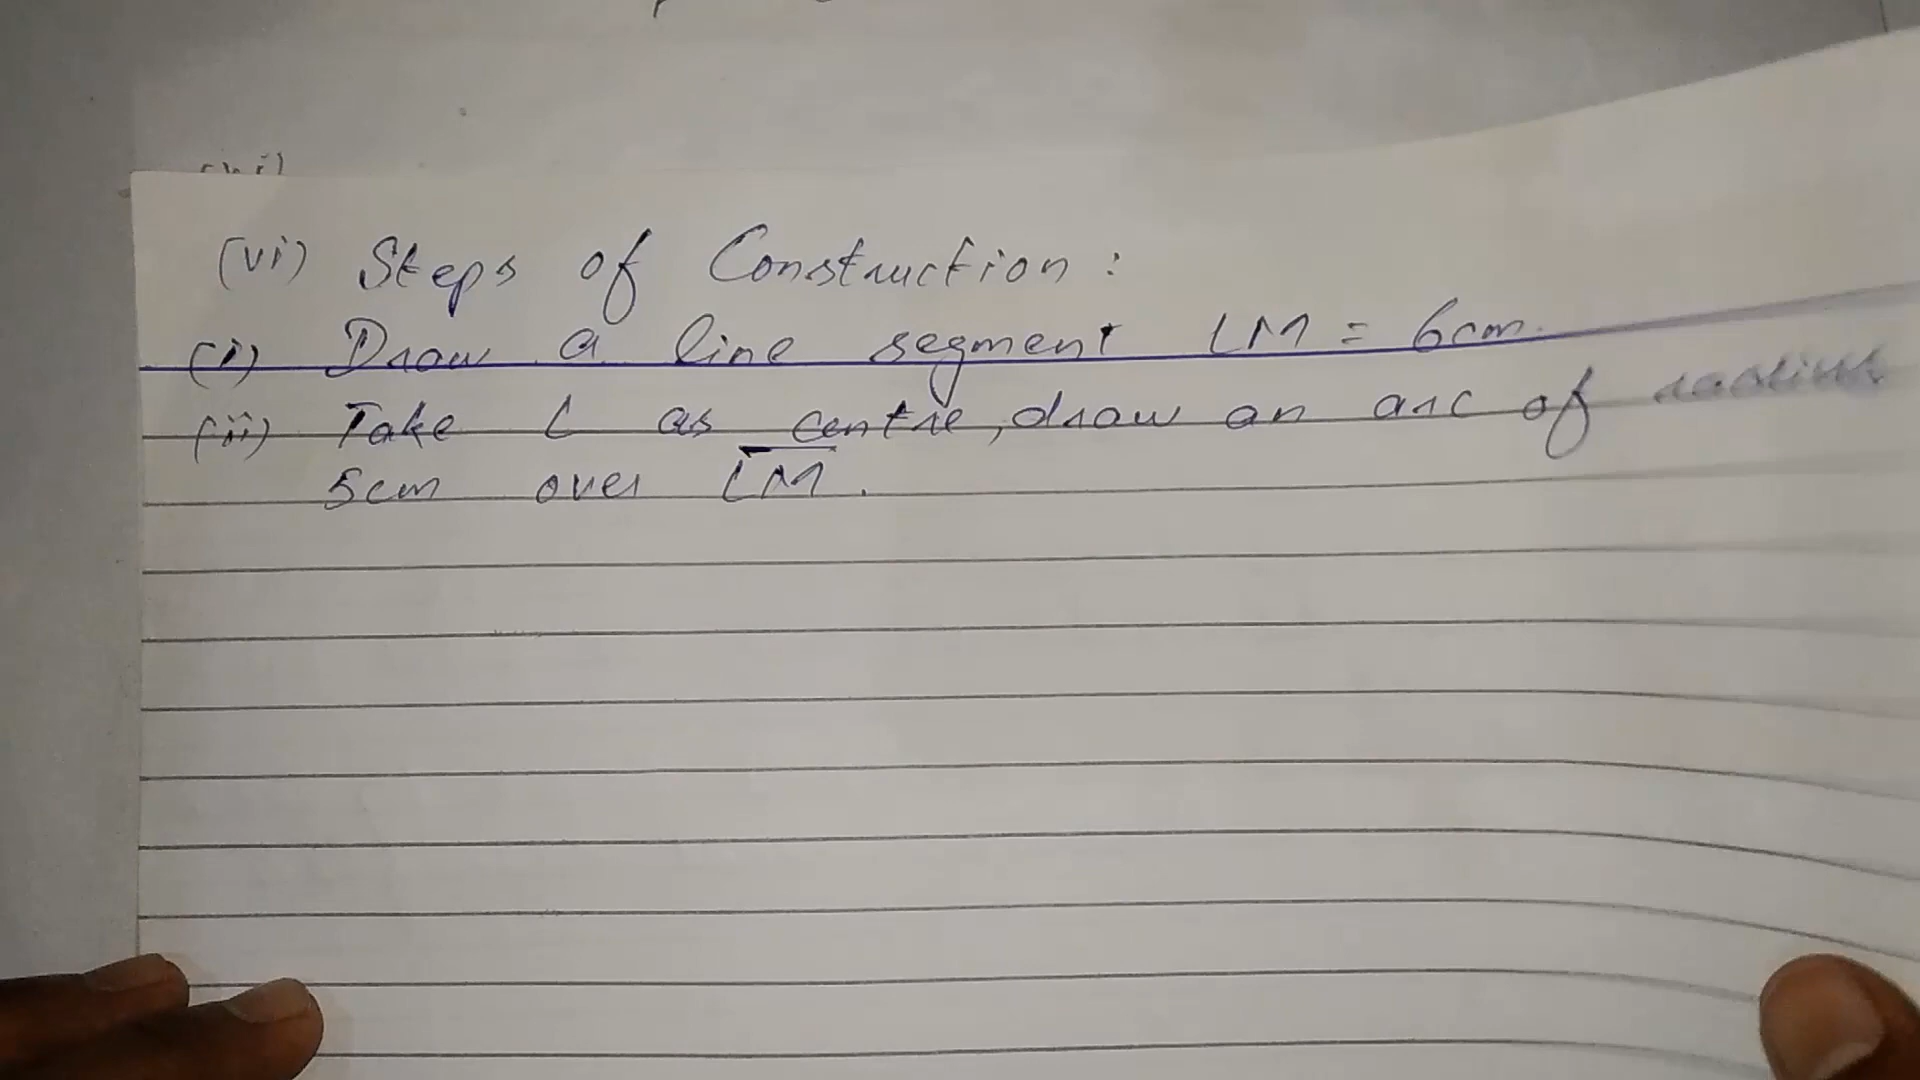 (vi) Steps of Construction:
(i) Draw a line segment LM = 6cm.
(ii) Take L as centre, draw an arc of radius
5cm over LM.